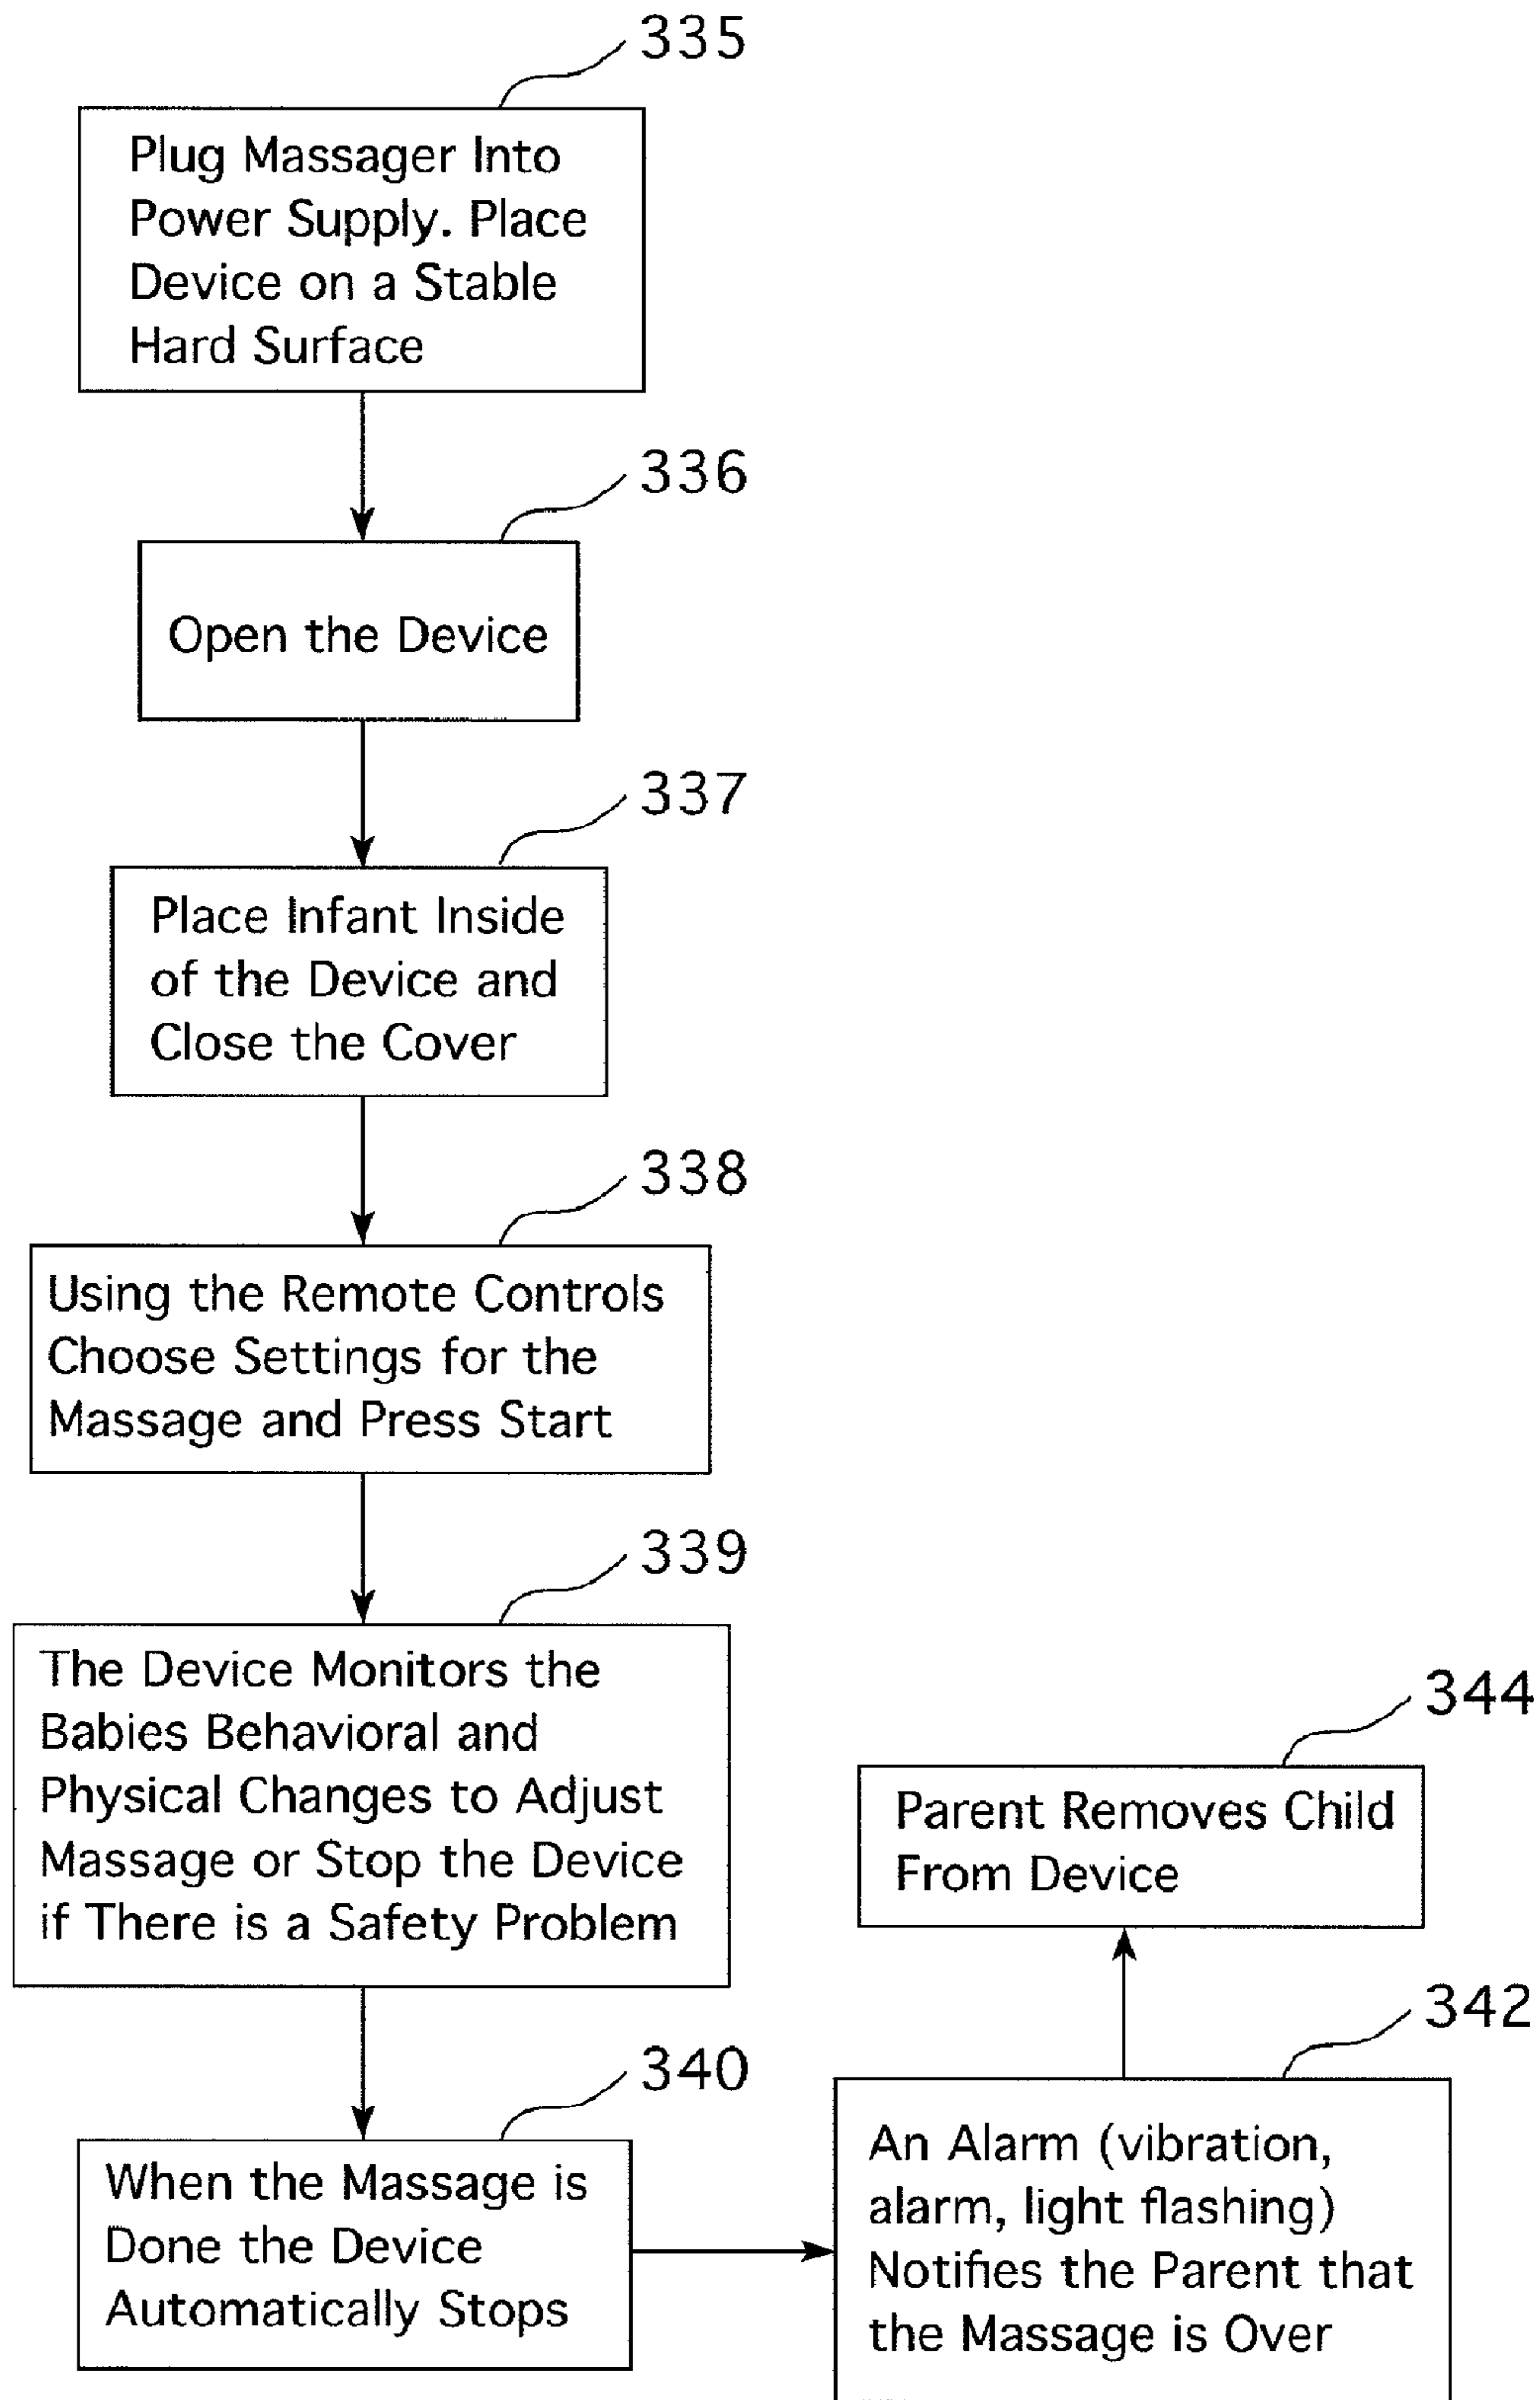 335
Plug Massager Into
Power Supply. Place
Device on a Stable
Hard Surface
336
Open the Device
337
Place Infant Inside
of the Device and
Close the Cover
338
Using the Remote Controls
Choose Settings for the
Massage and Press Start
339
The Device Monitors the
Babies Behavioral and
Physical Changes to Adjust
Massage or Stop the Device
if There is a Safety Problem
340
When the Massage is
Done the Device
Automatically Stops
342
An Alarm (vibration,
alarm, light flashing)
Notifies the Parent that
the Massage is Over
344
Parent Removes Child
From Device